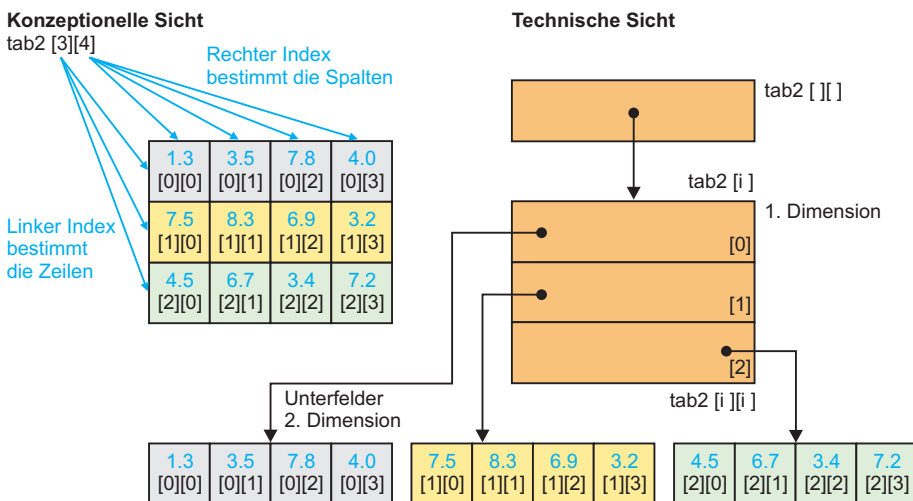 Konzeptionelle Sicht
tab2 [3][4]
Rechter Index
bestimmt die Spalten
1.3 3.5 7.8 4.0
[0][0] [0][1] [0][2] [0][3]
7.5 8.3 6.9 3.2
[1][0] [1][1] [1][2] [1][3]
4.5 6.7 3.4 7.2
[2][0] [2][1] [2][2] [2][3]
Linker Index
bestimmt
die Zeilen
Technische Sicht
tab2 [ ][ ]
tab2 [i ]
1. Dimension
[0]
[1]
[2]
tab2 [i ][i ]
Unterfelder
2. Dimension
1.3 3.5 7.8 4.0
[0][0] [0][1] [0][2] [0][3]
7.5 8.3 6.9 3.2
[1][0] [1][1] [1][2] [1][3]
4.5 6.7 3.4 7.2
[2][0] [2][1] [2][2] [2][3]